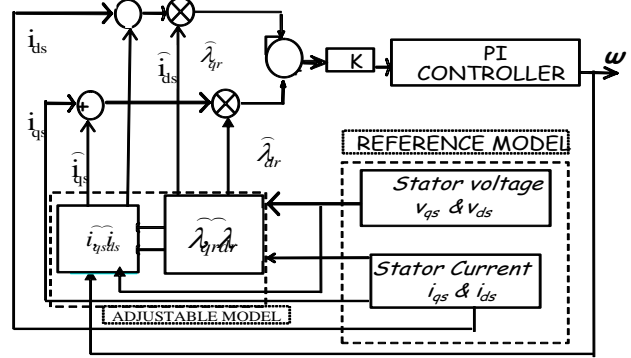 i_ds
î_ds
λ̂_qr
K
PI
CONTROLLER
ω
i_qs
+
î_qs
λ̂_dr
REFERENCE MODEL
Stator voltage
v_qs & v_ds
Stator Current
i_qs & i_ds
ADJUSTABLE MODEL